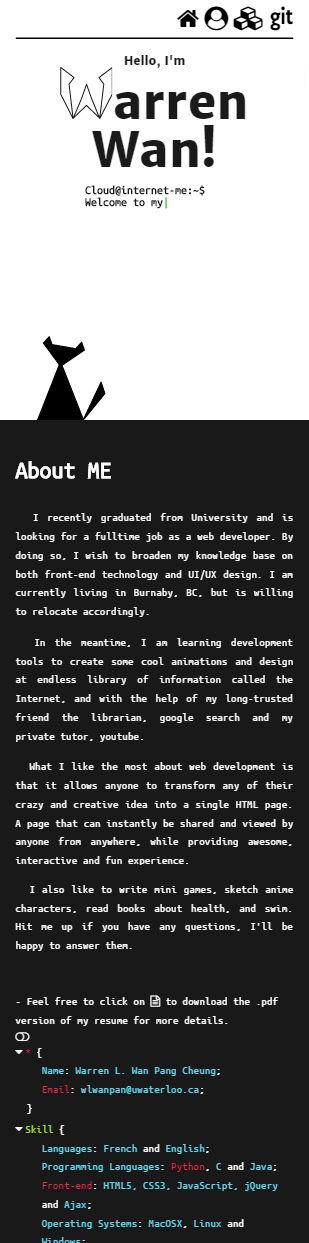 git
Hello, I'm
Warren
Wan!
Cloud@internet-me:~$
Welcome to my
About ME
I recently graduated from University and is
looking for a fulltime job as a web developer. By
doing so, I wish to broaden my knowledge base on
both front-end technology and UI/UX design. I am
currently living in Burnaby, BC, but is willing
to relocate accordingly.
In the meantime, I am learning development
tools to create some cool animations and design
at endless library of information called the
Internet, and with the help of my long-trusted
friend the librarian, google search and my
private tutor, youtube.
What I like the most about web development is
that it allows anyone to transform any of their
crazy and creative idea into a single HTML page.
A page that can instantly be shared and viewed by
anyone from anywhere, while providing awesome,
interactive and fun experience.
I also like to write mini games, sketch anime
characters, read books about health, and swim.
Hit me up if you have any questions, I'll be
happy to answer them.
- Feel free to click on to download the .pdf
version of my resume for more details.
* {
Name: Warren L. Wan Pang Cheung;
Email: wlwanpan@uwaterloo.ca;
}
Skill {
Languages: French and English;
Programming Languages: Python, C and Java;
Front-end: HTML5, CSS3, JavaScript, jQuery
and Ajax;
Operating Systems: MacOSX, Linux and
Windows;